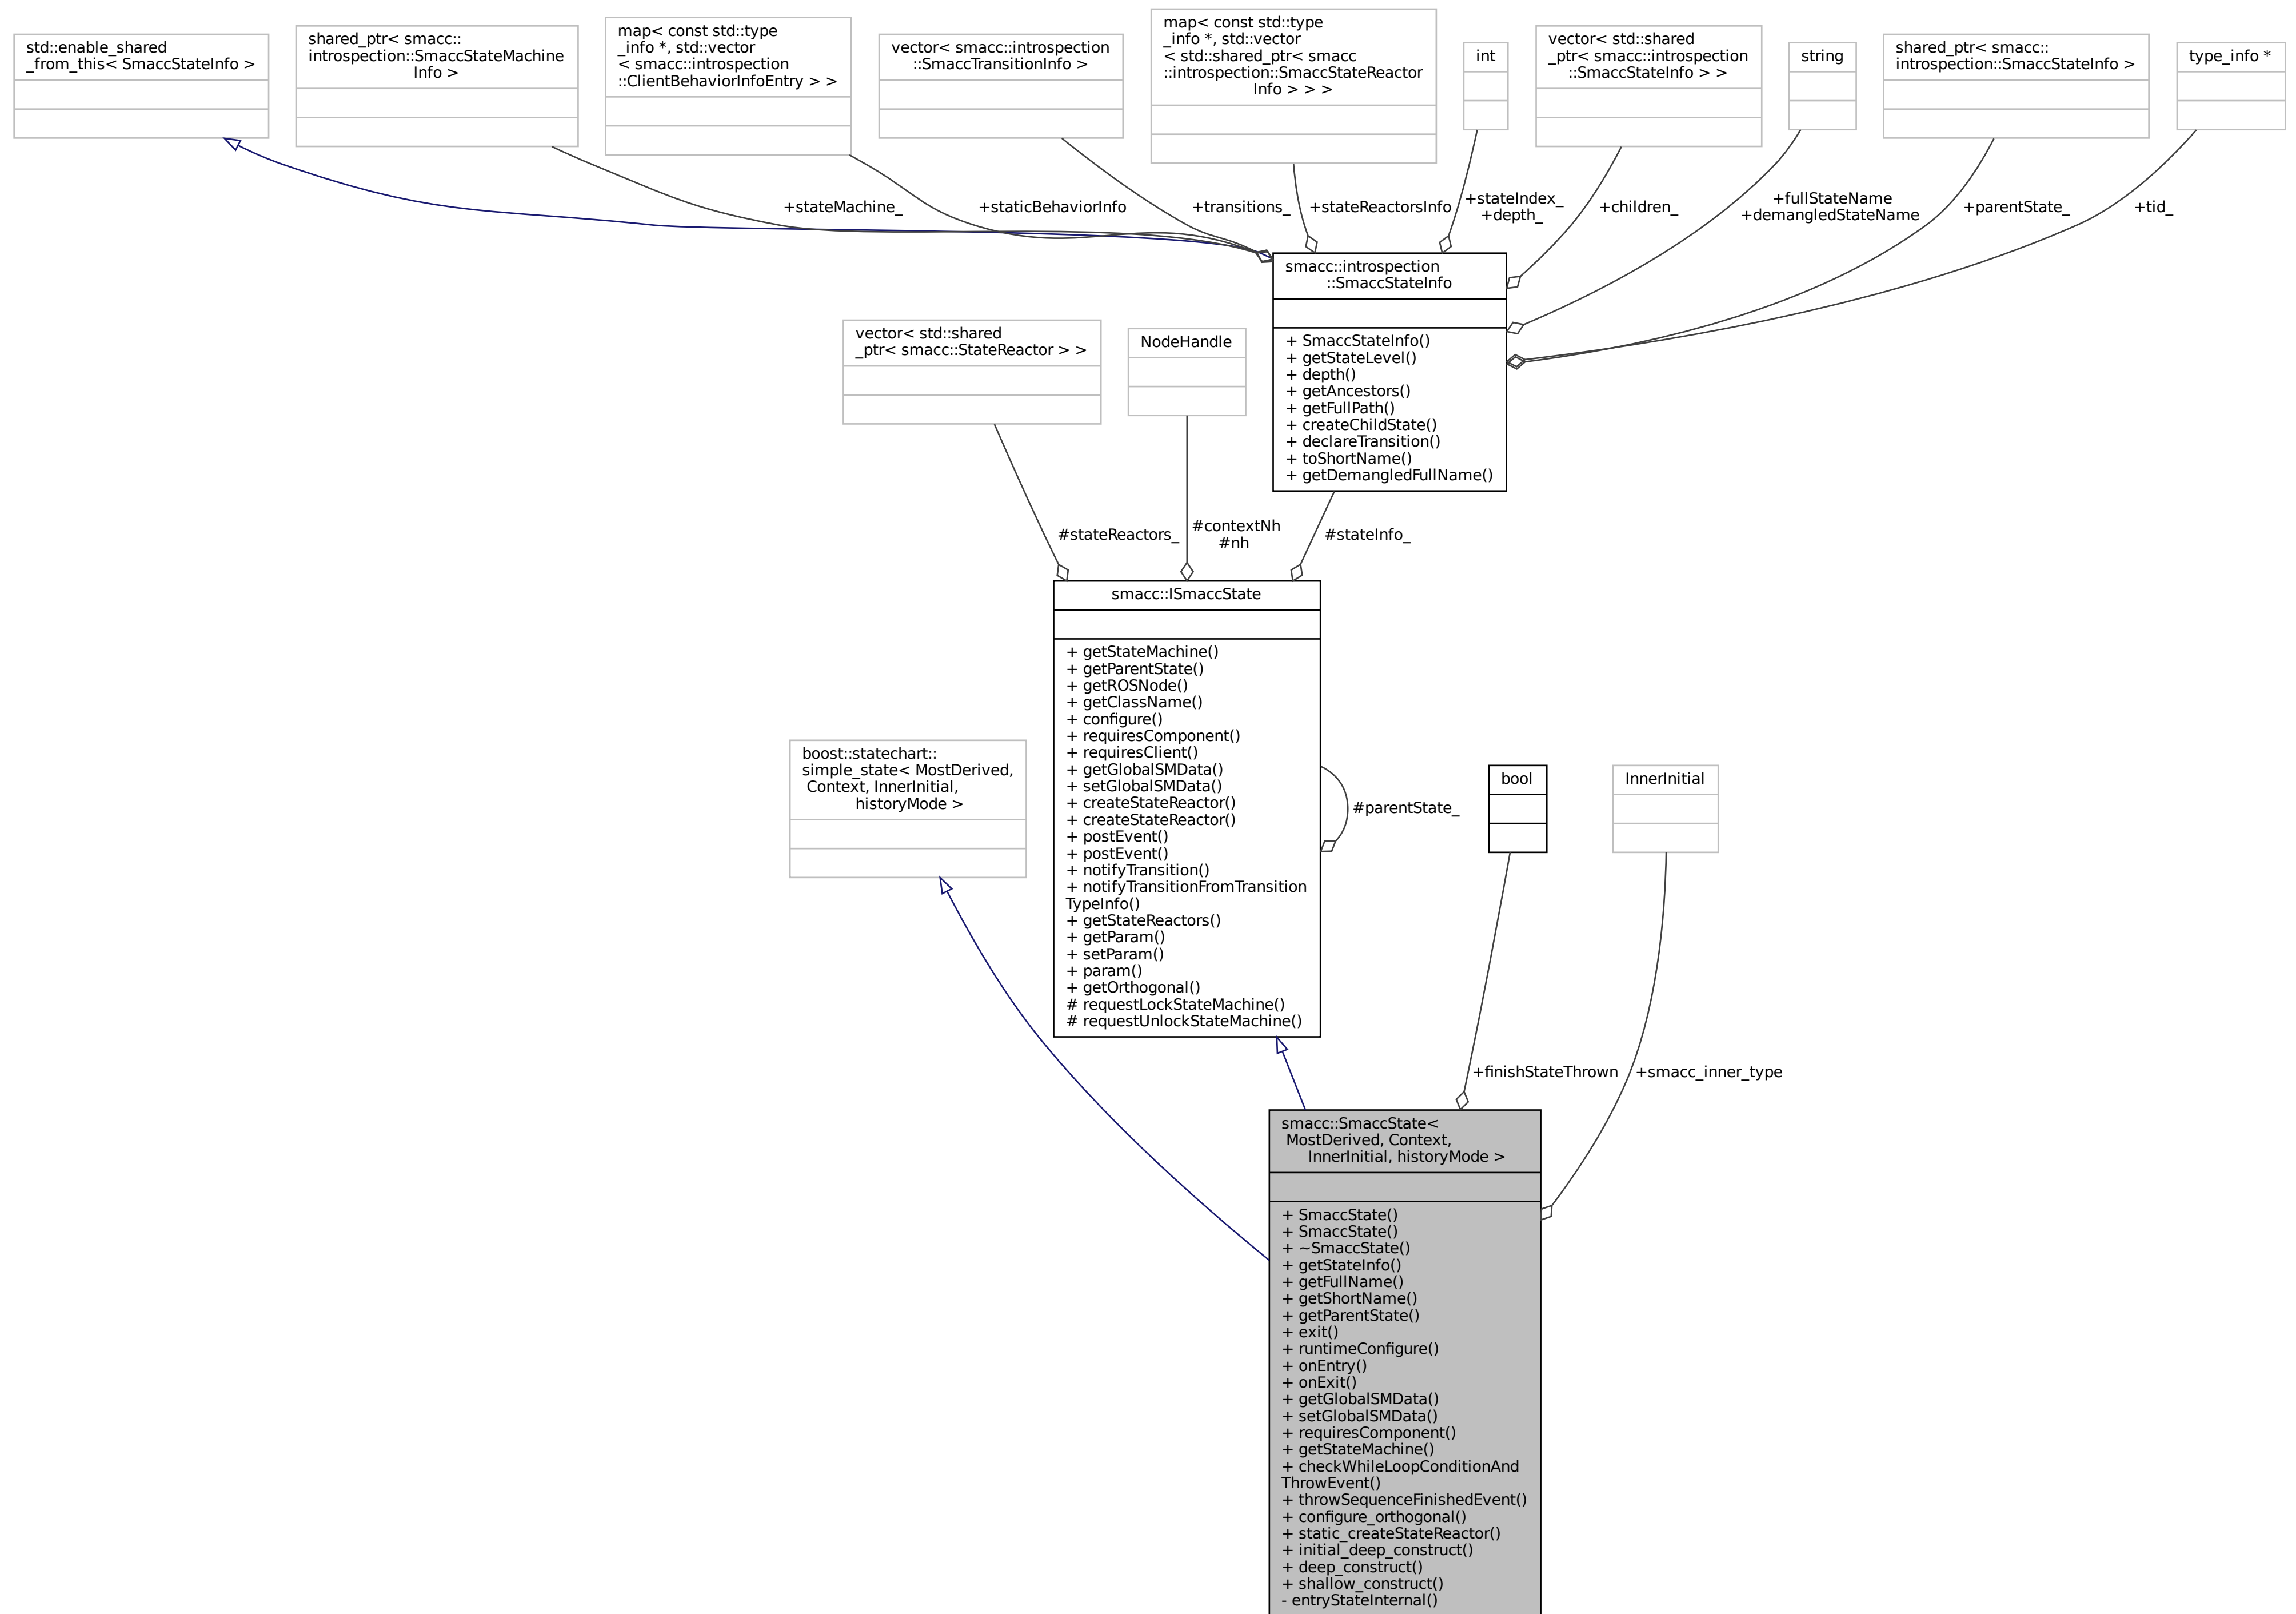 std::enable_shared
_from_this< SmaccStateInfo >
shared_ptr< smacc::
introspection::SmaccStateMachine
Info >
map< const std::type
_info *, std::vector
< smacc::introspection
::ClientBehaviorInfoEntry > >
vector< smacc::introspection
::SmaccTransitionInfo >
map< const std::type
_info *, std::vector
< std::shared_ptr< smacc
::introspection::SmaccStateReactor
Info > > >
int
vector< std::shared
_ptr< smacc::introspection
::SmaccStateInfo > >
string
shared_ptr< smacc::
introspection::SmaccStateInfo >
type_info *
+stateMachine_
+staticBehaviorInfo
+transitions_
+stateReactorsInfo
+stateIndex_
+depth_
+children_
+fullStateName
+demangledStateName
+parentState_
+tid_
smacc::introspection
::SmaccStateInfo
+ SmaccStateInfo()
+ getStateLevel()
+ depth()
+ getAncestors()
+ getFullPath()
+ createChildState()
+ declareTransition()
+ toShortName()
+ getDemangledFullName()
vector< std::shared
_ptr< smacc::StateReactor > >
NodeHandle
#stateReactors_
#contextNh
#nh
#stateInfo_
smacc::ISmaccState
+ getStateMachine()
+ getParentState()
+ getROSNode()
+ getClassName()
+ configure()
+ requiresComponent()
+ requiresClient()
+ getGlobalSMData()
+ setGlobalSMData()
+ createStateReactor()
+ createStateReactor()
+ postEvent()
+ postEvent()
+ notifyTransition()
+ notifyTransitionFromTransition
TypeInfo()
+ getStateReactors()
+ getParam()
+ setParam()
+ param()
+ getOrthogonal()
# requestLockStateMachine()
# requestUnlockStateMachine()
#parentState_
boost::statechart::
simple_state< MostDerived,
Context, InnerInitial,
historyMode >
bool
InnerInitial
+finishStateThrown
+smacc_inner_type
smacc::SmaccState<
MostDerived, Context,
InnerInitial, historyMode >
+ SmaccState()
+ SmaccState()
+ ~SmaccState()
+ getStateInfo()
+ getFullName()
+ getShortName()
+ getParentState()
+ exit()
+ runtimeConfigure()
+ onEntry()
+ onExit()
+ getGlobalSMData()
+ setGlobalSMData()
+ requiresComponent()
+ getStateMachine()
+ checkWhileLoopConditionAnd
ThrowEvent()
+ throwSequenceFinishedEvent()
+ configure_orthogonal()
+ static_createStateReactor()
+ initial_deep_construct()
+ deep_construct()
+ shallow_construct()
- entryStateInternal()